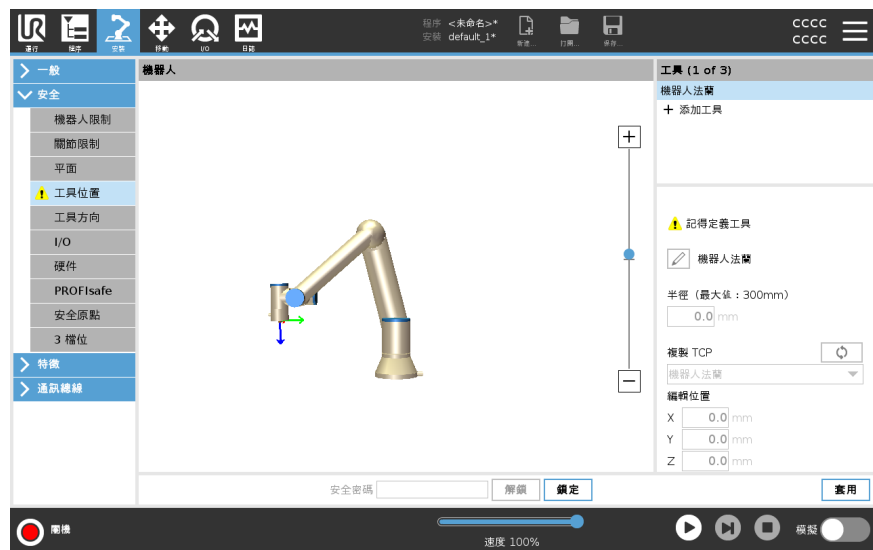 UR
程序 <未命名>*
安裝 default_1*
運行
程序
安裝
移動
I/O
日誌
新建...
打開...
保存...
CCCC
CCCC
一般
安全
機器人限制
關節限制
平面
工具位置
工具方向
I/O
硬件
PROFIsafe
安全原點
3 檔位
特徵
通訊總線
機器人
工具 (1 of 3)
機器人法蘭
添加工具
記得定義工具
機器人法蘭
半徑 (最大值:300mm)
0.0 mm
複製 TCP
機器人法蘭
編輯位置
X 0.0 mm
Y 0.0 mm
Z 0.0 mm
安全密碼
解鎖
鎖定
套用
關機
速度 100%
模擬